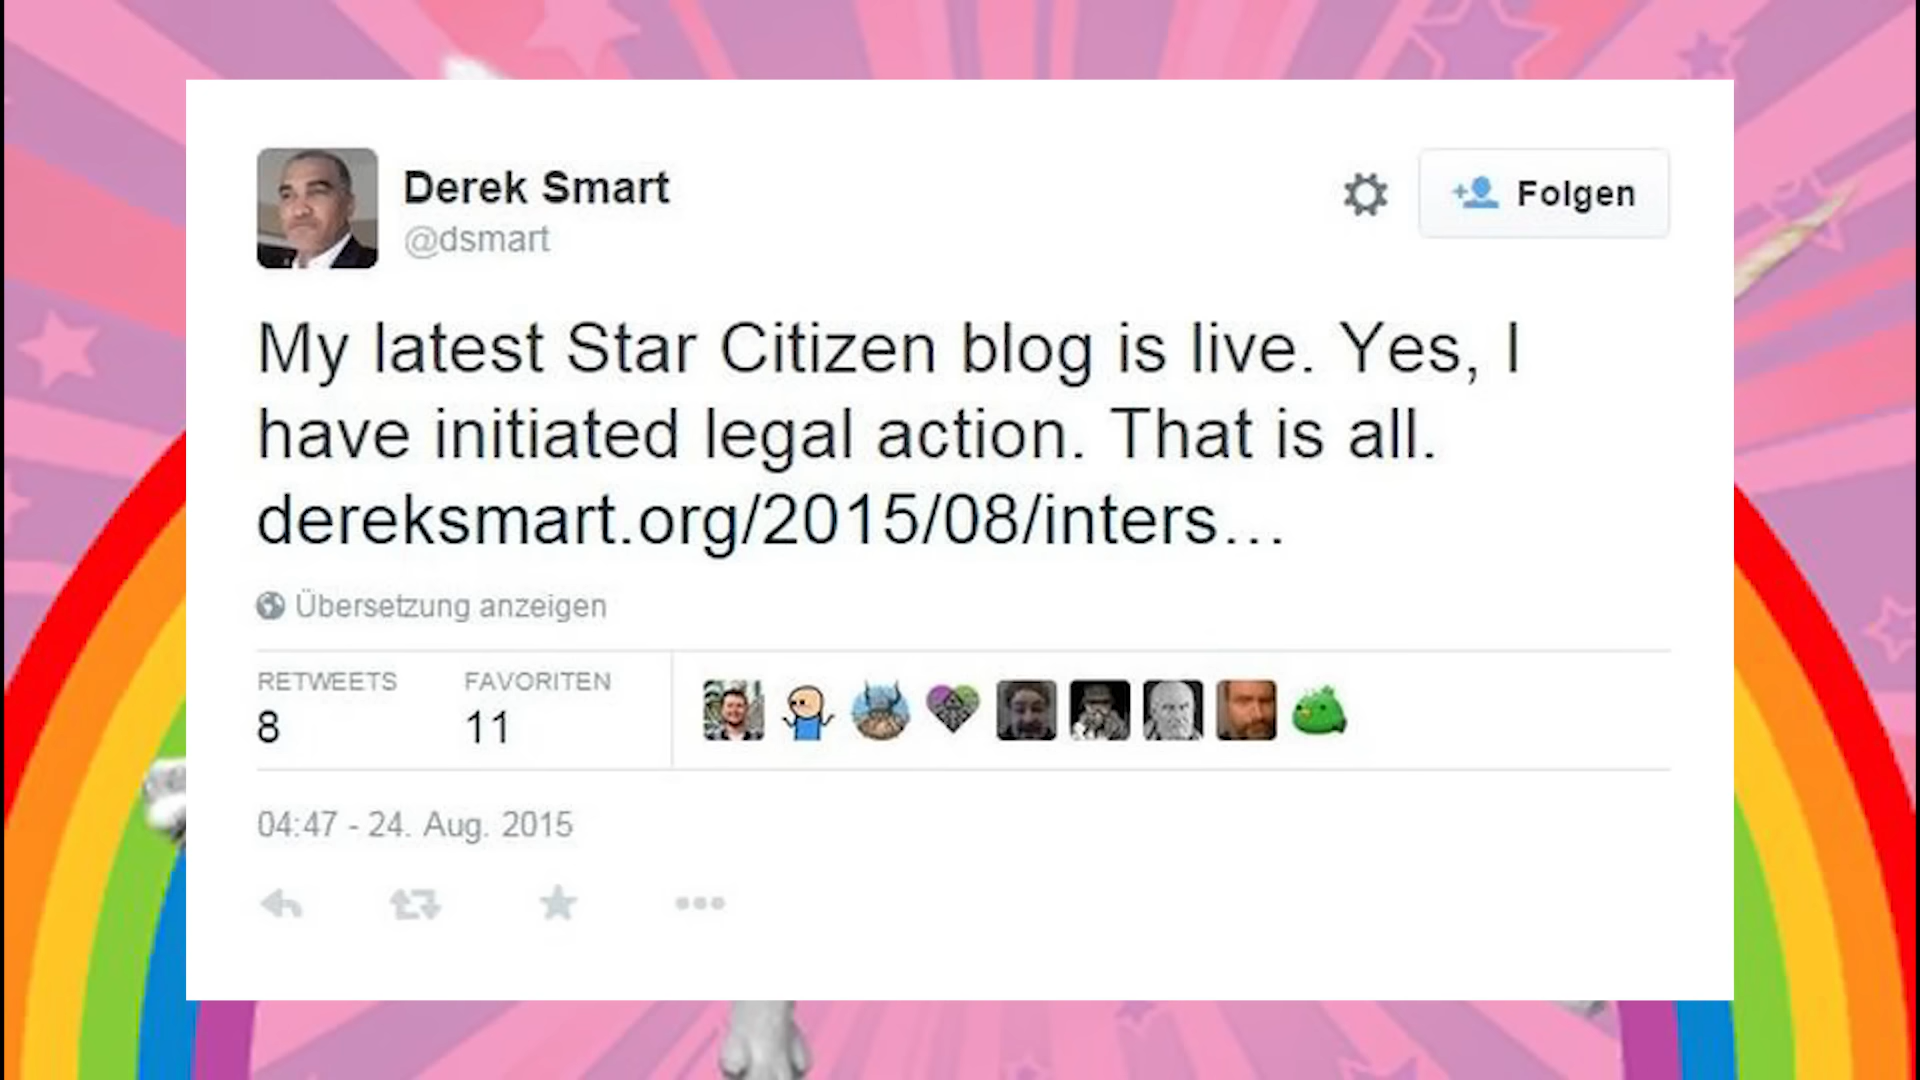 Derek Smart
@dsmart
Folgen
My latest Star Citizen blog is live. Yes, I
have initiated legal action. That is all.
dereksmart.org/2015/08/inters...
Übersetzung anzeigen
RETWEETS FAVORITEN
8 11
04:47 - 24. Aug. 2015